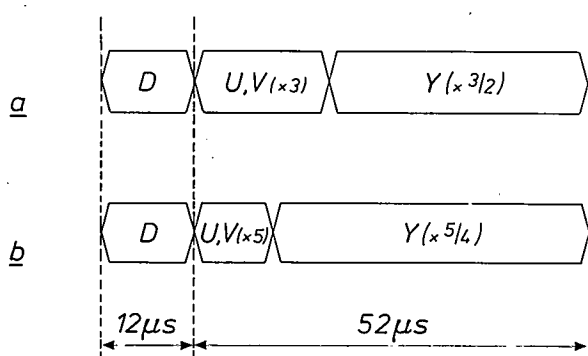 a D U,V(×3) Y(×3/2)
b D U,V(×5) Y(×5/4)
12μs 52μs